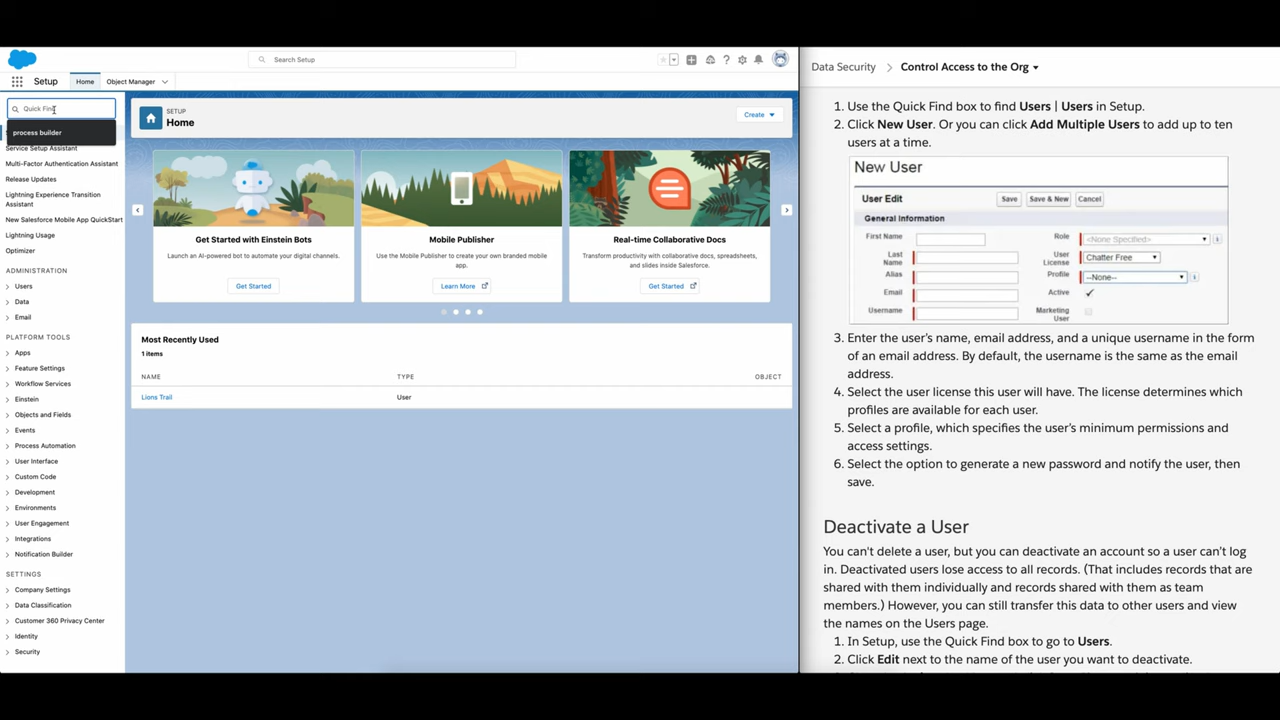 Search Setup
Setup
Home
Object Manager
Quick Find
process builder
Service Setup Assistant
Multi-Factor Authentication Assistant
Release Updates
Lightning Experience Transition
Assistant
New Salesforce Mobile App QuickStart
Lightning Usage
Optimizer
ADMINISTRATION
Users
Data
Email
PLATFORM TOOLS
Apps
Feature Settings
Workflow Services
Einstein
Objects and Fields
Events
Process Automation
User Interface
Custom Code
Development
Environments
User Engagement
Integrations
Notification Builder
SETTINGS
Company Settings
Data Classification
Customer 360 Privacy Center
Identity
Security
SETUP
Home
Create
Get Started with Einstein Bots
Launch an AI-powered bot to automate your digital channels.
Get Started
Mobile Publisher
Use the Mobile Publisher to create your own branded mobile
app.
Learn More
Real-time Collaborative Docs
Transform productivity with collaborative docs, spreadsheets,
and slides inside Salesforce.
Get Started
Most Recently Used
1 items
NAME TYPE OBJECT
Lions Trail User
Data Security > Control Access to the Org
1. Use the Quick Find box to find Users | Users in Setup.
2. Click New User. Or you can click Add Multiple Users to add up to ten
users at a time.
New User
User Edit Save Save & New Cancel
General Information
First Name Role <None Specified>
Last
Name
User
License
Chatter Free
Alias Profile --None--
Email Active
Username Marketing
User
3. Enter the user's name, email address, and a unique username in the form
of an email address. By default, the username is the same as the email
address.
4. Select the user license this user will have. The license determines which
profiles are available for each user.
5. Select a profile, which specifies the user's minimum permissions and
access settings.
6. Select the option to generate a new password and notify the user, then
save.
Deactivate a User
You can't delete a user, but you can deactivate an account so a user can't log
in. Deactivated users lose access to all records. (That includes records that are
shared with them individually and records shared with them as team
members.) However, you can still transfer this data to other users and view
the names on the Users page.
1. In Setup, use the Quick Find box to go to Users.
2. Click Edit next to the name of the user you want to deactivate.